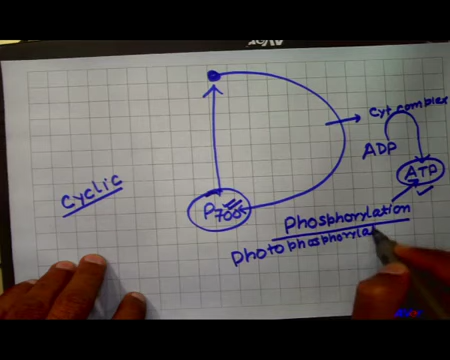 Cyt complex
ADP
ATP
Cyclic
P700
Phosphorylation
Photophosphoryla